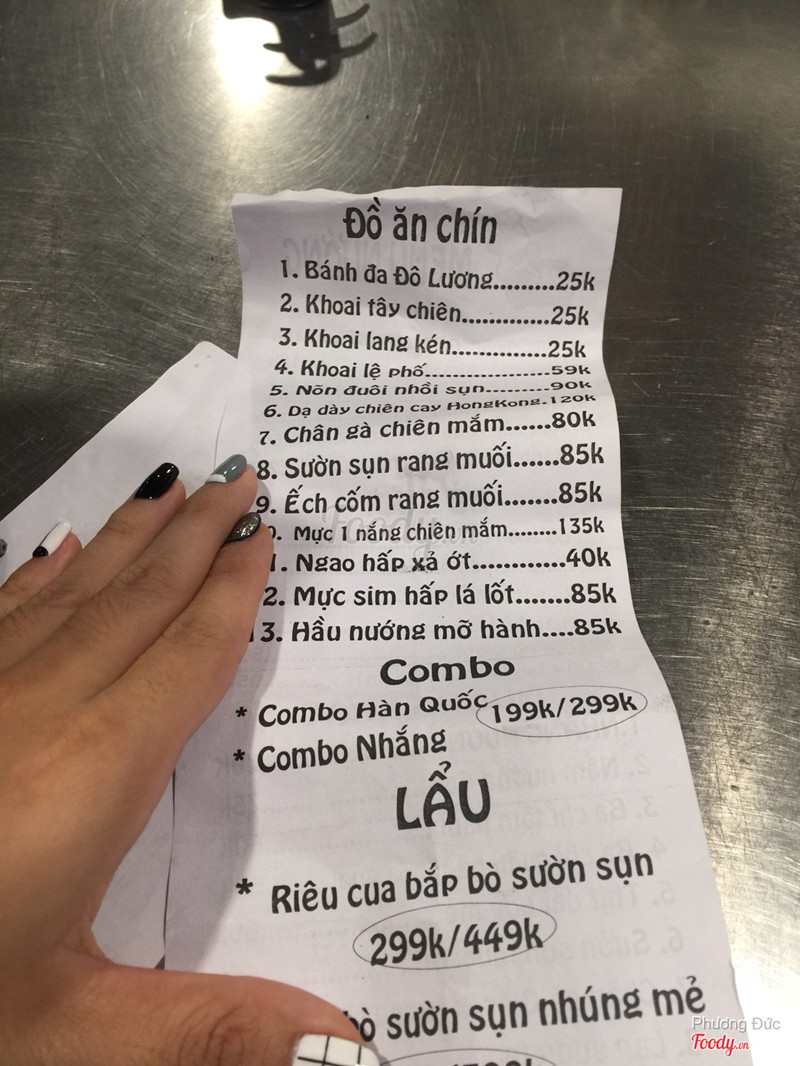 Đồ ăn chín
1. Bánh đa Đô Lương.........25k
2. Khoai tây chiên.............25k
3. Khoai lang kén..............25k
4. Khoai lệ phố..................59k
5. Nõn đuôi nhồi sụn.........90k
6. Dạ dày chiên cay HongKong.120k
7. Chân gà chiên mắm......80k
8. Sườn sụn rang muối......85k
9. Ếch cốm rang muối.......85k
0. Mực 1 nắng chiên mắm........135k
1. Ngao hấp xả ớt.............40k
2. Mực sim hấp lá lốt.......85k
13. Hầu nướng mỡ hành....85k
Combo
* Combo Hàn Quốc 199k/299k
* Combo Nhắng
LẨU
* Riêu cua bắp bò sườn sụn
299k/449k
bò sườn sụn nhúng mẻ
Phương Đức
Foody.vn